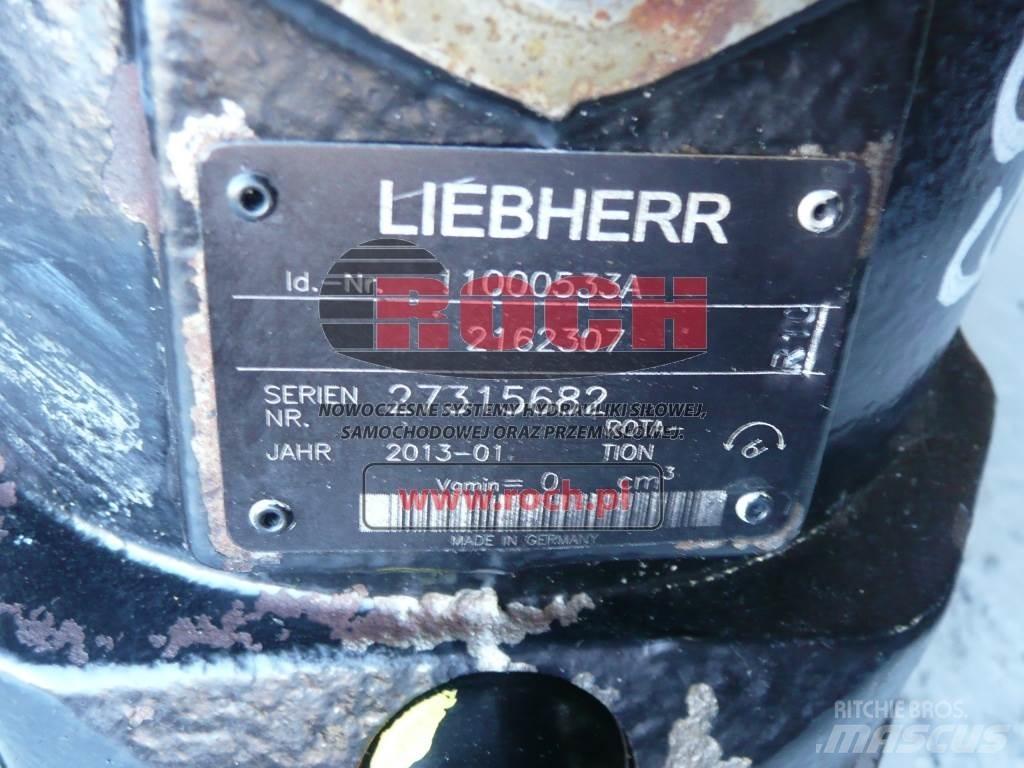 LIEBHERR
Id.-Nr. 11000533A
ROCH
2162307
SERIEN NR. 27315682
NOWOCZESNE SYSTEMY HYDRAULIKI SIŁOWEJ,
SAMOCHODOWEJ ORAZ PRZEMYSŁOWEJ.
JAHR 2013-01. ROTA-
TION
Vgmin= 0 cm³
www.roch.pl
MADE IN GERMANY
RITCHIE BROS.
MASCUS